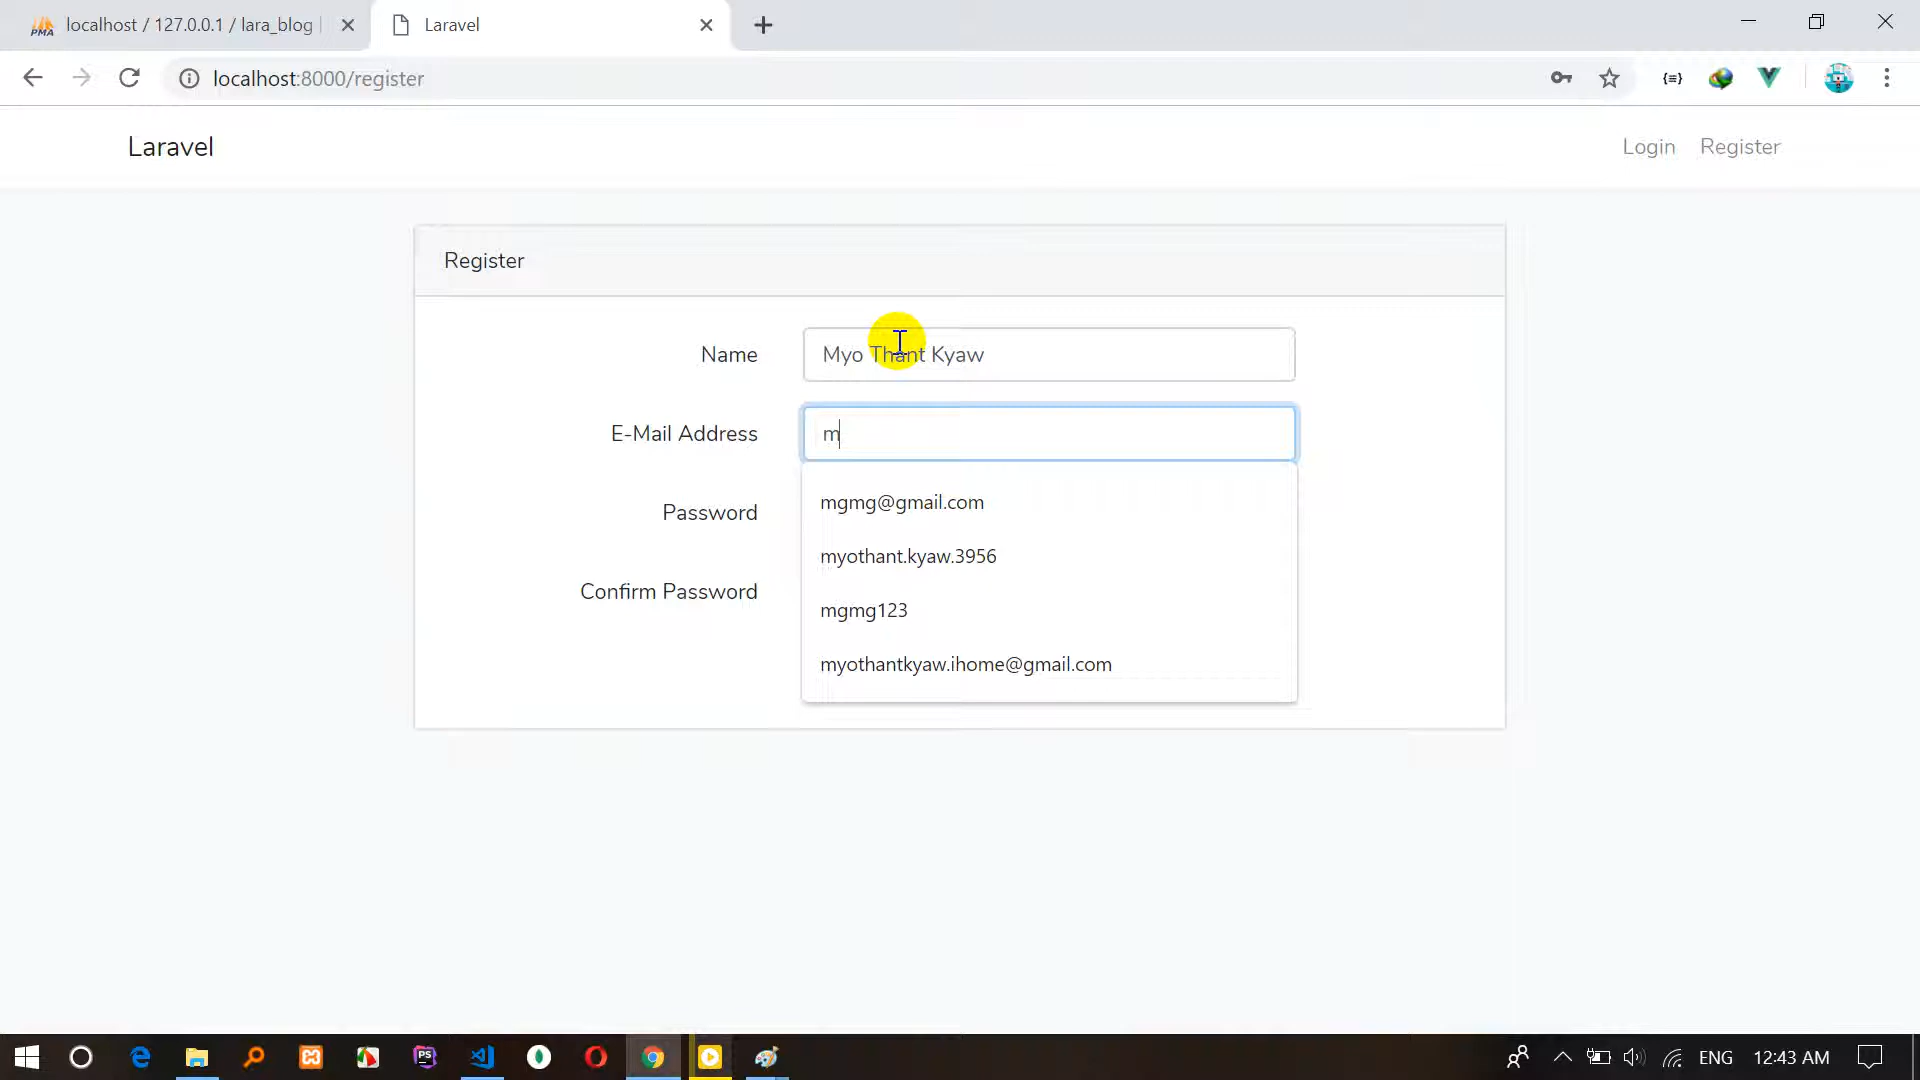 localhost / 127.0.0.1 / lara_blog |
Laravel
localhost:8000/register
Laravel
Login
Register
Register
Name
Myo Thant Kyaw
E-Mail Address
m
mgmg@gmail.com
Password
myothant.kyaw.3956
Confirm Password
mgmg123
myothantkyaw.ihome@gmail.com
ENG
12:43 AM